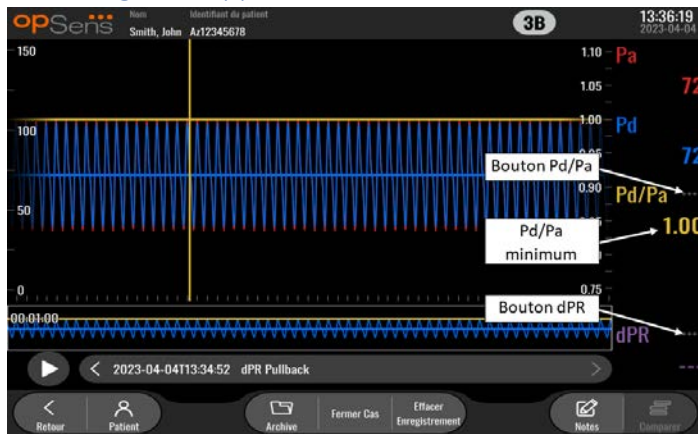 opSens
Nom
Identifiant du patient
Smith, John
Az12345678
3B
13:36:19
2023-04-04
150
1.10
Pa
1.05
72
100
1.00
Pd
0.95
72
Bouton Pd/Pa
0.90
Pd/Pa
---
50
Pd/Pa
minimum
1.00
0
0.75
00:01:00
Bouton dPR
dPR
---
---
2023-04-04T13:34:52 dPR Pullback
Retour
Patient
Archive
Fermer Cas
Effacer
Enregistrement
Notes
Comparer